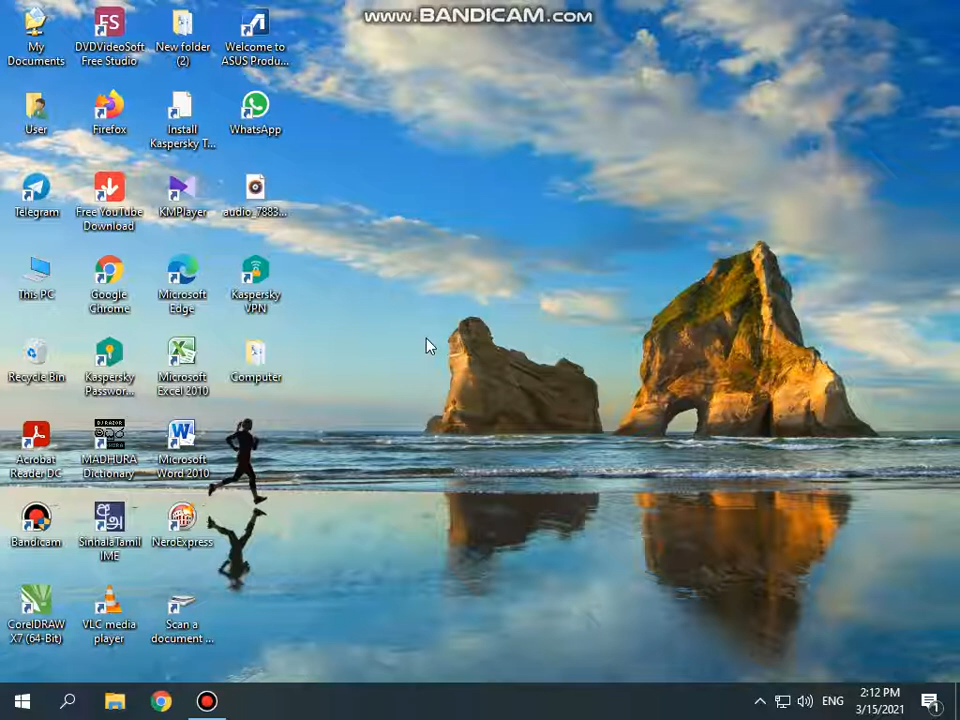 www.BANDICAM.com
My
Documents
DVDVideoSoft
Free Studio
New folder
(2)
Welcome to
ASUS Produ...
User
Firefox
Install
Kaspersky T...
WhatsApp
Telegram
Free YouTube
Download
KMPlayer
audio_7883...
This PC
Google
Chrome
Microsoft
Edge
Kaspersky
VPN
Recycle Bin
Kaspersky
Passwor...
Microsoft
Excel 2010
Computer
Acrobat
Reader DC
MADHURA
Dictionary
Microsoft
Word 2010
Bandicam
SinhalaTamil
IME
NeroExpress
CorelDRAW
X7 (64-Bit)
VLC media
player
Scan a
document ...
ENG
2:12 PM
3/15/2021
1